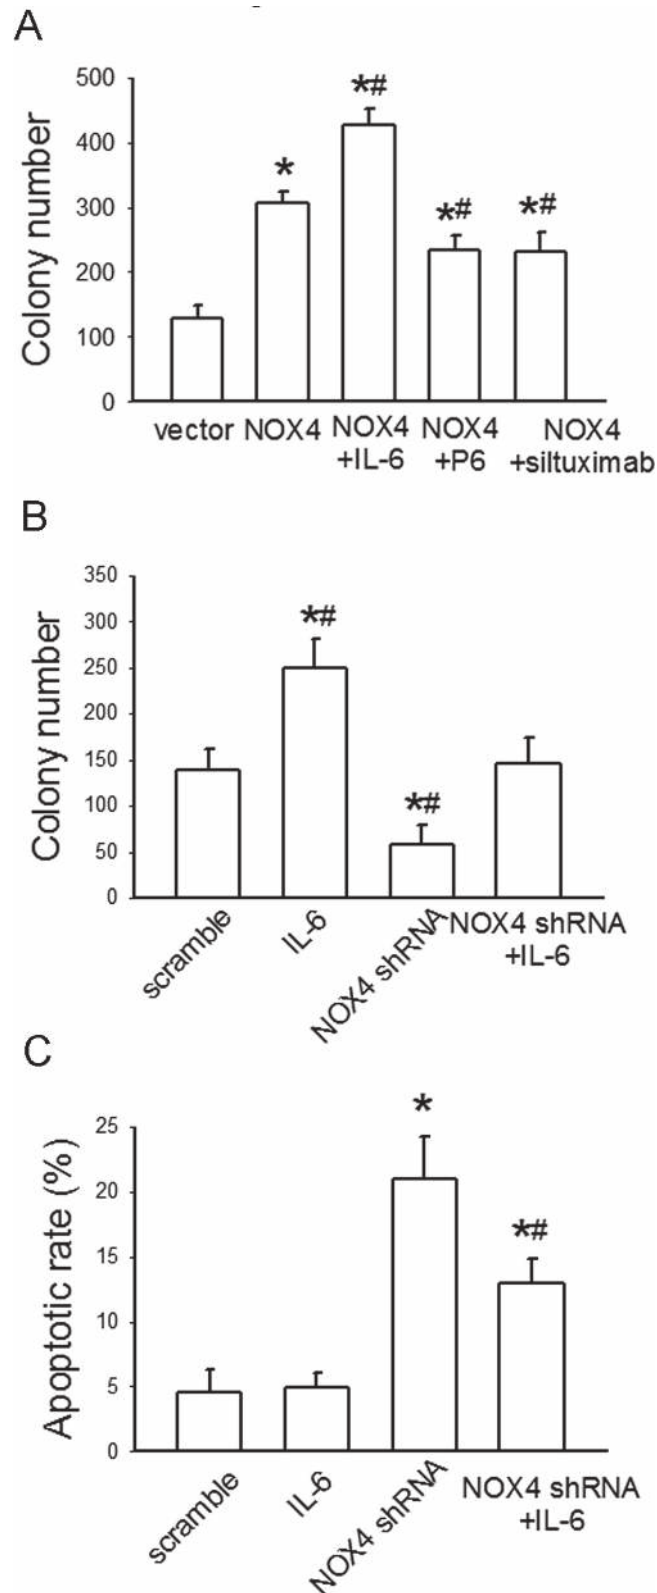 A
Colony number
500
400
300
200
100
0
*
*#
*#
*#
vector NOX4 NOX4 NOX4 NOX4
+IL-6 +P6 +siltuximab
B
Colony number
350
300
250
200
150
100
50
0
*#
*#
scramble
IL-6
NOX4 shRNA
NOX4 shRNA
+IL-6
C
Apoptotic rate (%)
25
20
15
10
5
0
*
*#
scramble
IL-6
NOX4 shRNA
NOX4 shRNA
+IL-6